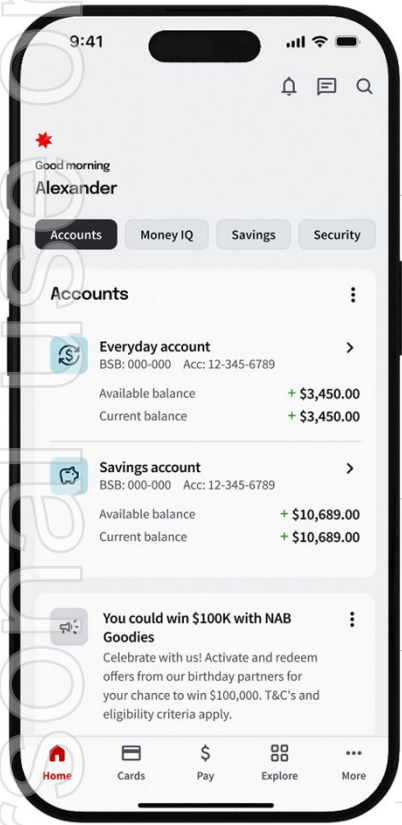 9:41
Good morning
Alexander
Accounts Money IQ Savings Security
Accounts
Everyday account
BSB: 000-000 Acc: 12-345-6789
Available balance + $3,450.00
Current balance + $3,450.00
Savings account
BSB: 000-000 Acc: 12-345-6789
Available balance + $10,689.00
Current balance + $10,689.00
You could win $100K with NAB
Goodies
Celebrate with us! Activate and redeem
offers from our birthday partners for
your chance to win $100,000. T&C's and
eligibility criteria apply.
Home Cards Pay Explore More
rsonal use on